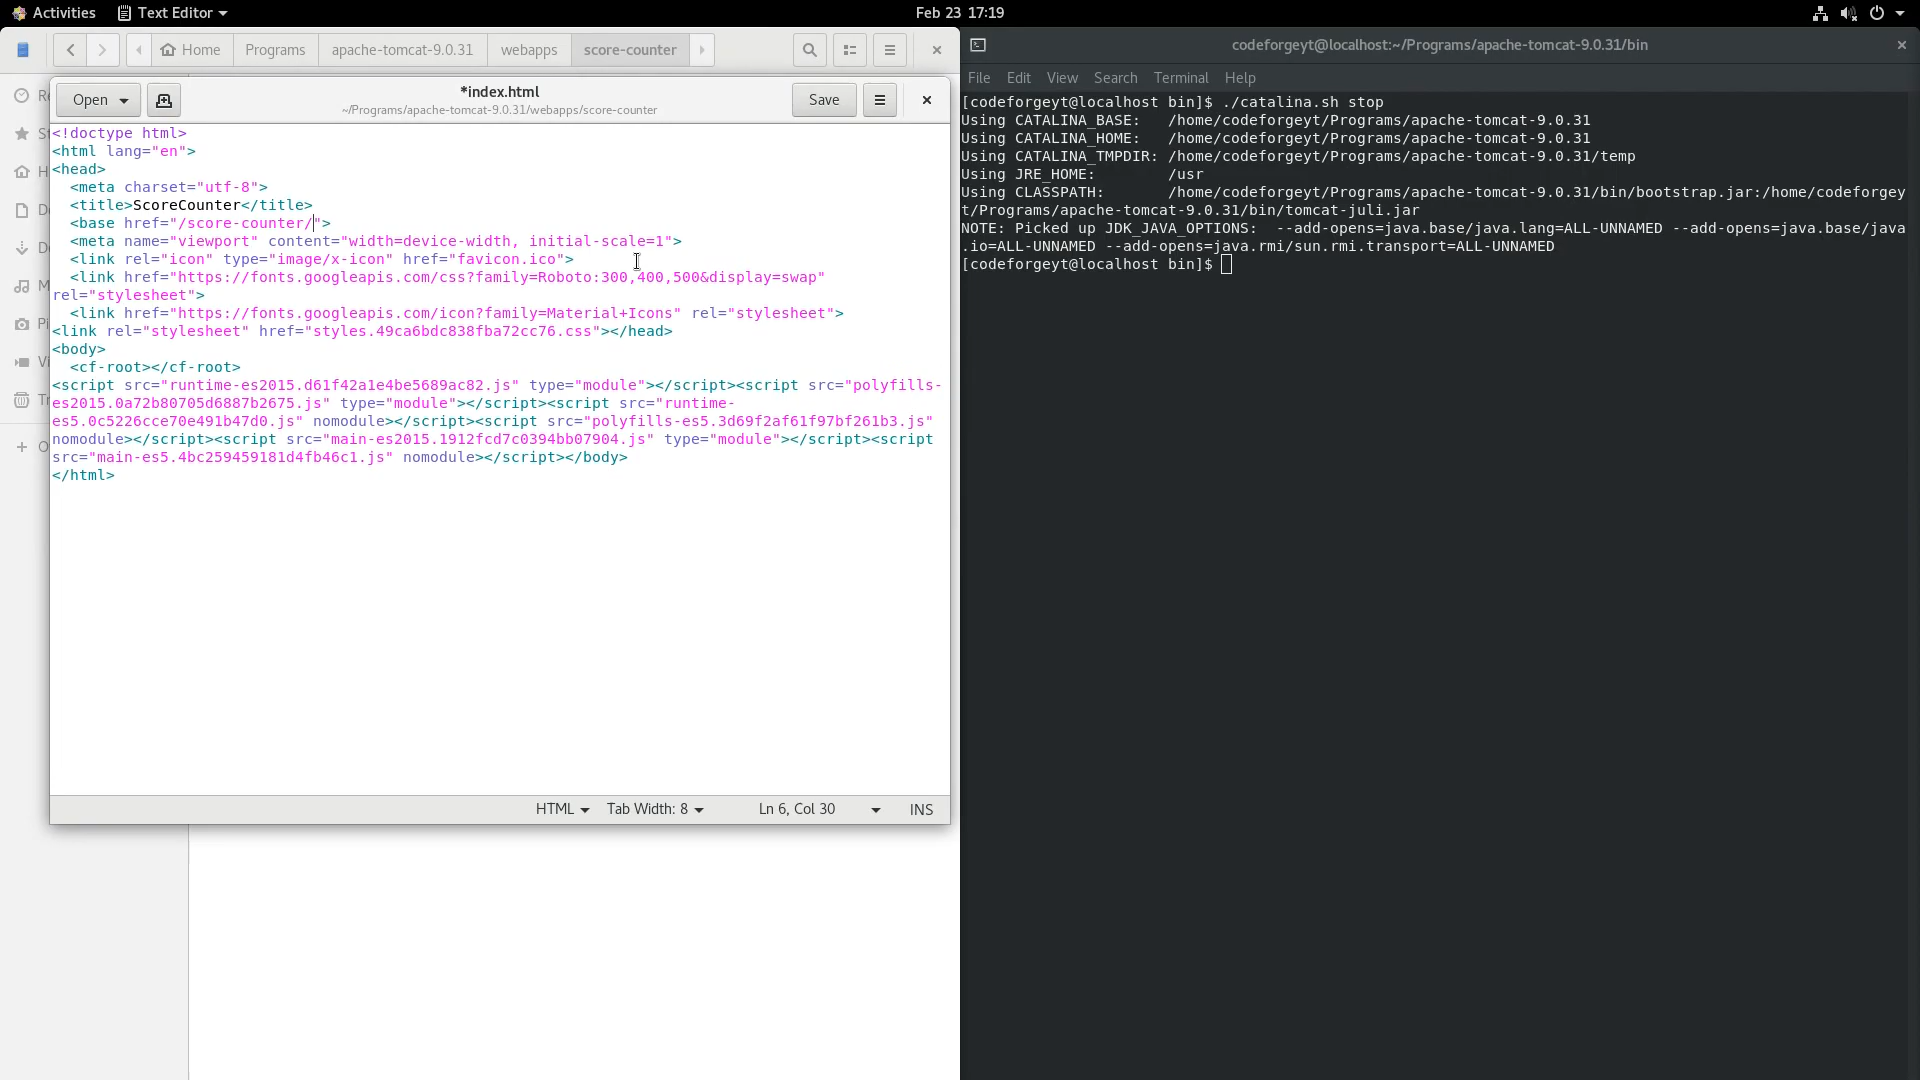 Activities
Text Editor
Feb 23 17:19
Home
Programs
apache-tomcat-9.0.31
webapps
score-counter
Open
*index.html
~/Programs/apache-tomcat-9.0.31/webapps/score-counter
Save
<!doctype html>
<html lang="en">
<head>
  <meta charset="utf-8">
  <title>ScoreCounter</title>
  <base href="/score-counter/">
  <meta name="viewport" content="width=device-width, initial-scale=1">
  <link rel="icon" type="image/x-icon" href="favicon.ico">
  <link href="https://fonts.googleapis.com/css?family=Roboto:300,400,500&display=swap"
rel="stylesheet">
  <link href="https://fonts.googleapis.com/icon?family=Material+Icons" rel="stylesheet">
<link rel="stylesheet" href="styles.49ca6bdc838fba72cc76.css"></head>
<body>
  <cf-root></cf-root>
<script src="runtime-es2015.d61f42a1e4be5689ac82.js" type="module"></script><script src="polyfills-
es2015.0a72b80705d6887b2675.js" type="module"></script><script src="runtime-
es5.0c5226cce70e491b47d0.js" nomodule></script><script src="polyfills-es5.3d69f2af61f97bf261b3.js"
nomodule></script><script src="main-es2015.1912fcd7c0394bb07904.js" type="module"></script><script
src="main-es5.4bc259459181d4fb46c1.js" nomodule></script></body>
</html>
HTML
Tab Width: 8
Ln 6, Col 30
INS
codeforgeyt@localhost:~/Programs/apache-tomcat-9.0.31/bin
File Edit View Search Terminal Help
[codeforgeyt@localhost bin]$ ./catalina.sh stop
Using CATALINA_BASE:   /home/codeforgeyt/Programs/apache-tomcat-9.0.31
Using CATALINA_HOME:   /home/codeforgeyt/Programs/apache-tomcat-9.0.31
Using CATALINA_TMPDIR: /home/codeforgeyt/Programs/apache-tomcat-9.0.31/temp
Using JRE_HOME:        /usr
Using CLASSPATH:       /home/codeforgeyt/Programs/apache-tomcat-9.0.31/bin/bootstrap.jar:/home/codeforgey
t/Programs/apache-tomcat-9.0.31/bin/tomcat-juli.jar
NOTE: Picked up JDK_JAVA_OPTIONS:  --add-opens=java.base/java.lang=ALL-UNNAMED --add-opens=java.base/java
.io=ALL-UNNAMED --add-opens=java.rmi/sun.rmi.transport=ALL-UNNAMED
[codeforgeyt@localhost bin]$